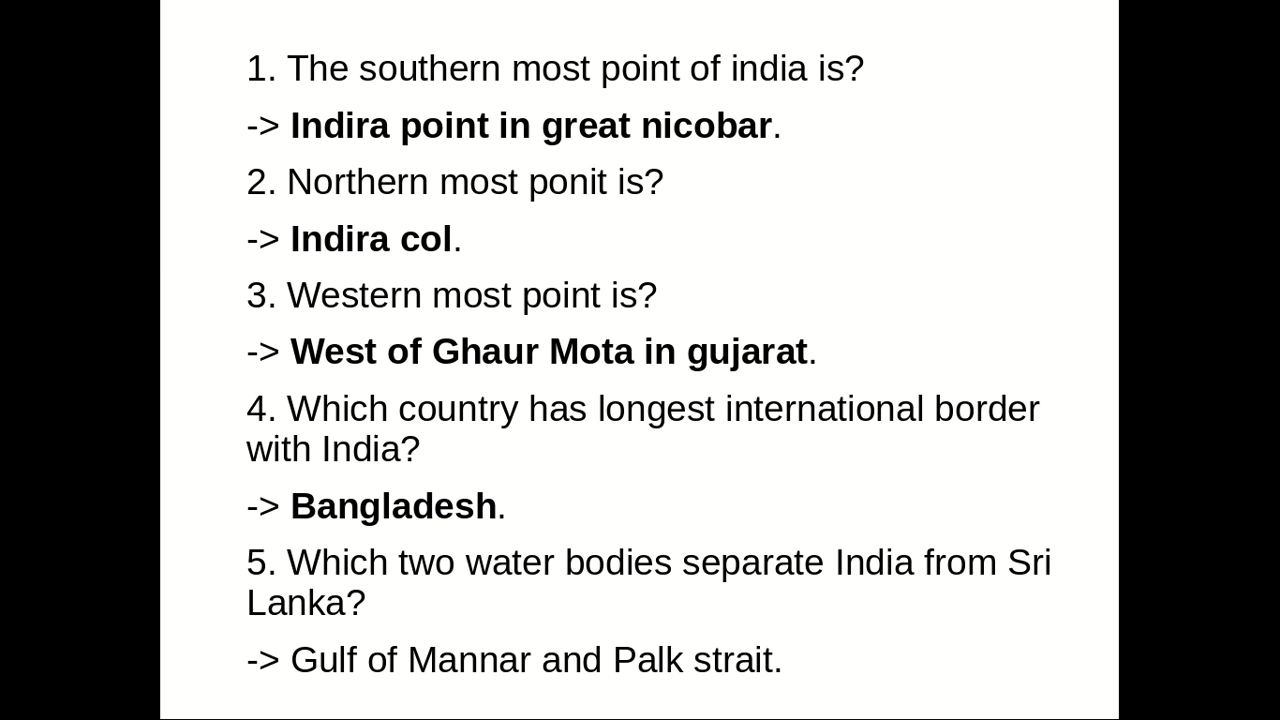 1. The southern most point of india is?
-> Indira point in great nicobar.
2. Northern most ponit is?
-> Indira col.
3. Western most point is?
-> West of Ghaur Mota in gujarat.
4. Which country has longest international border
with India?
-> Bangladesh.
5. Which two water bodies separate India from Sri
Lanka?
-> Gulf of Mannar and Palk strait.